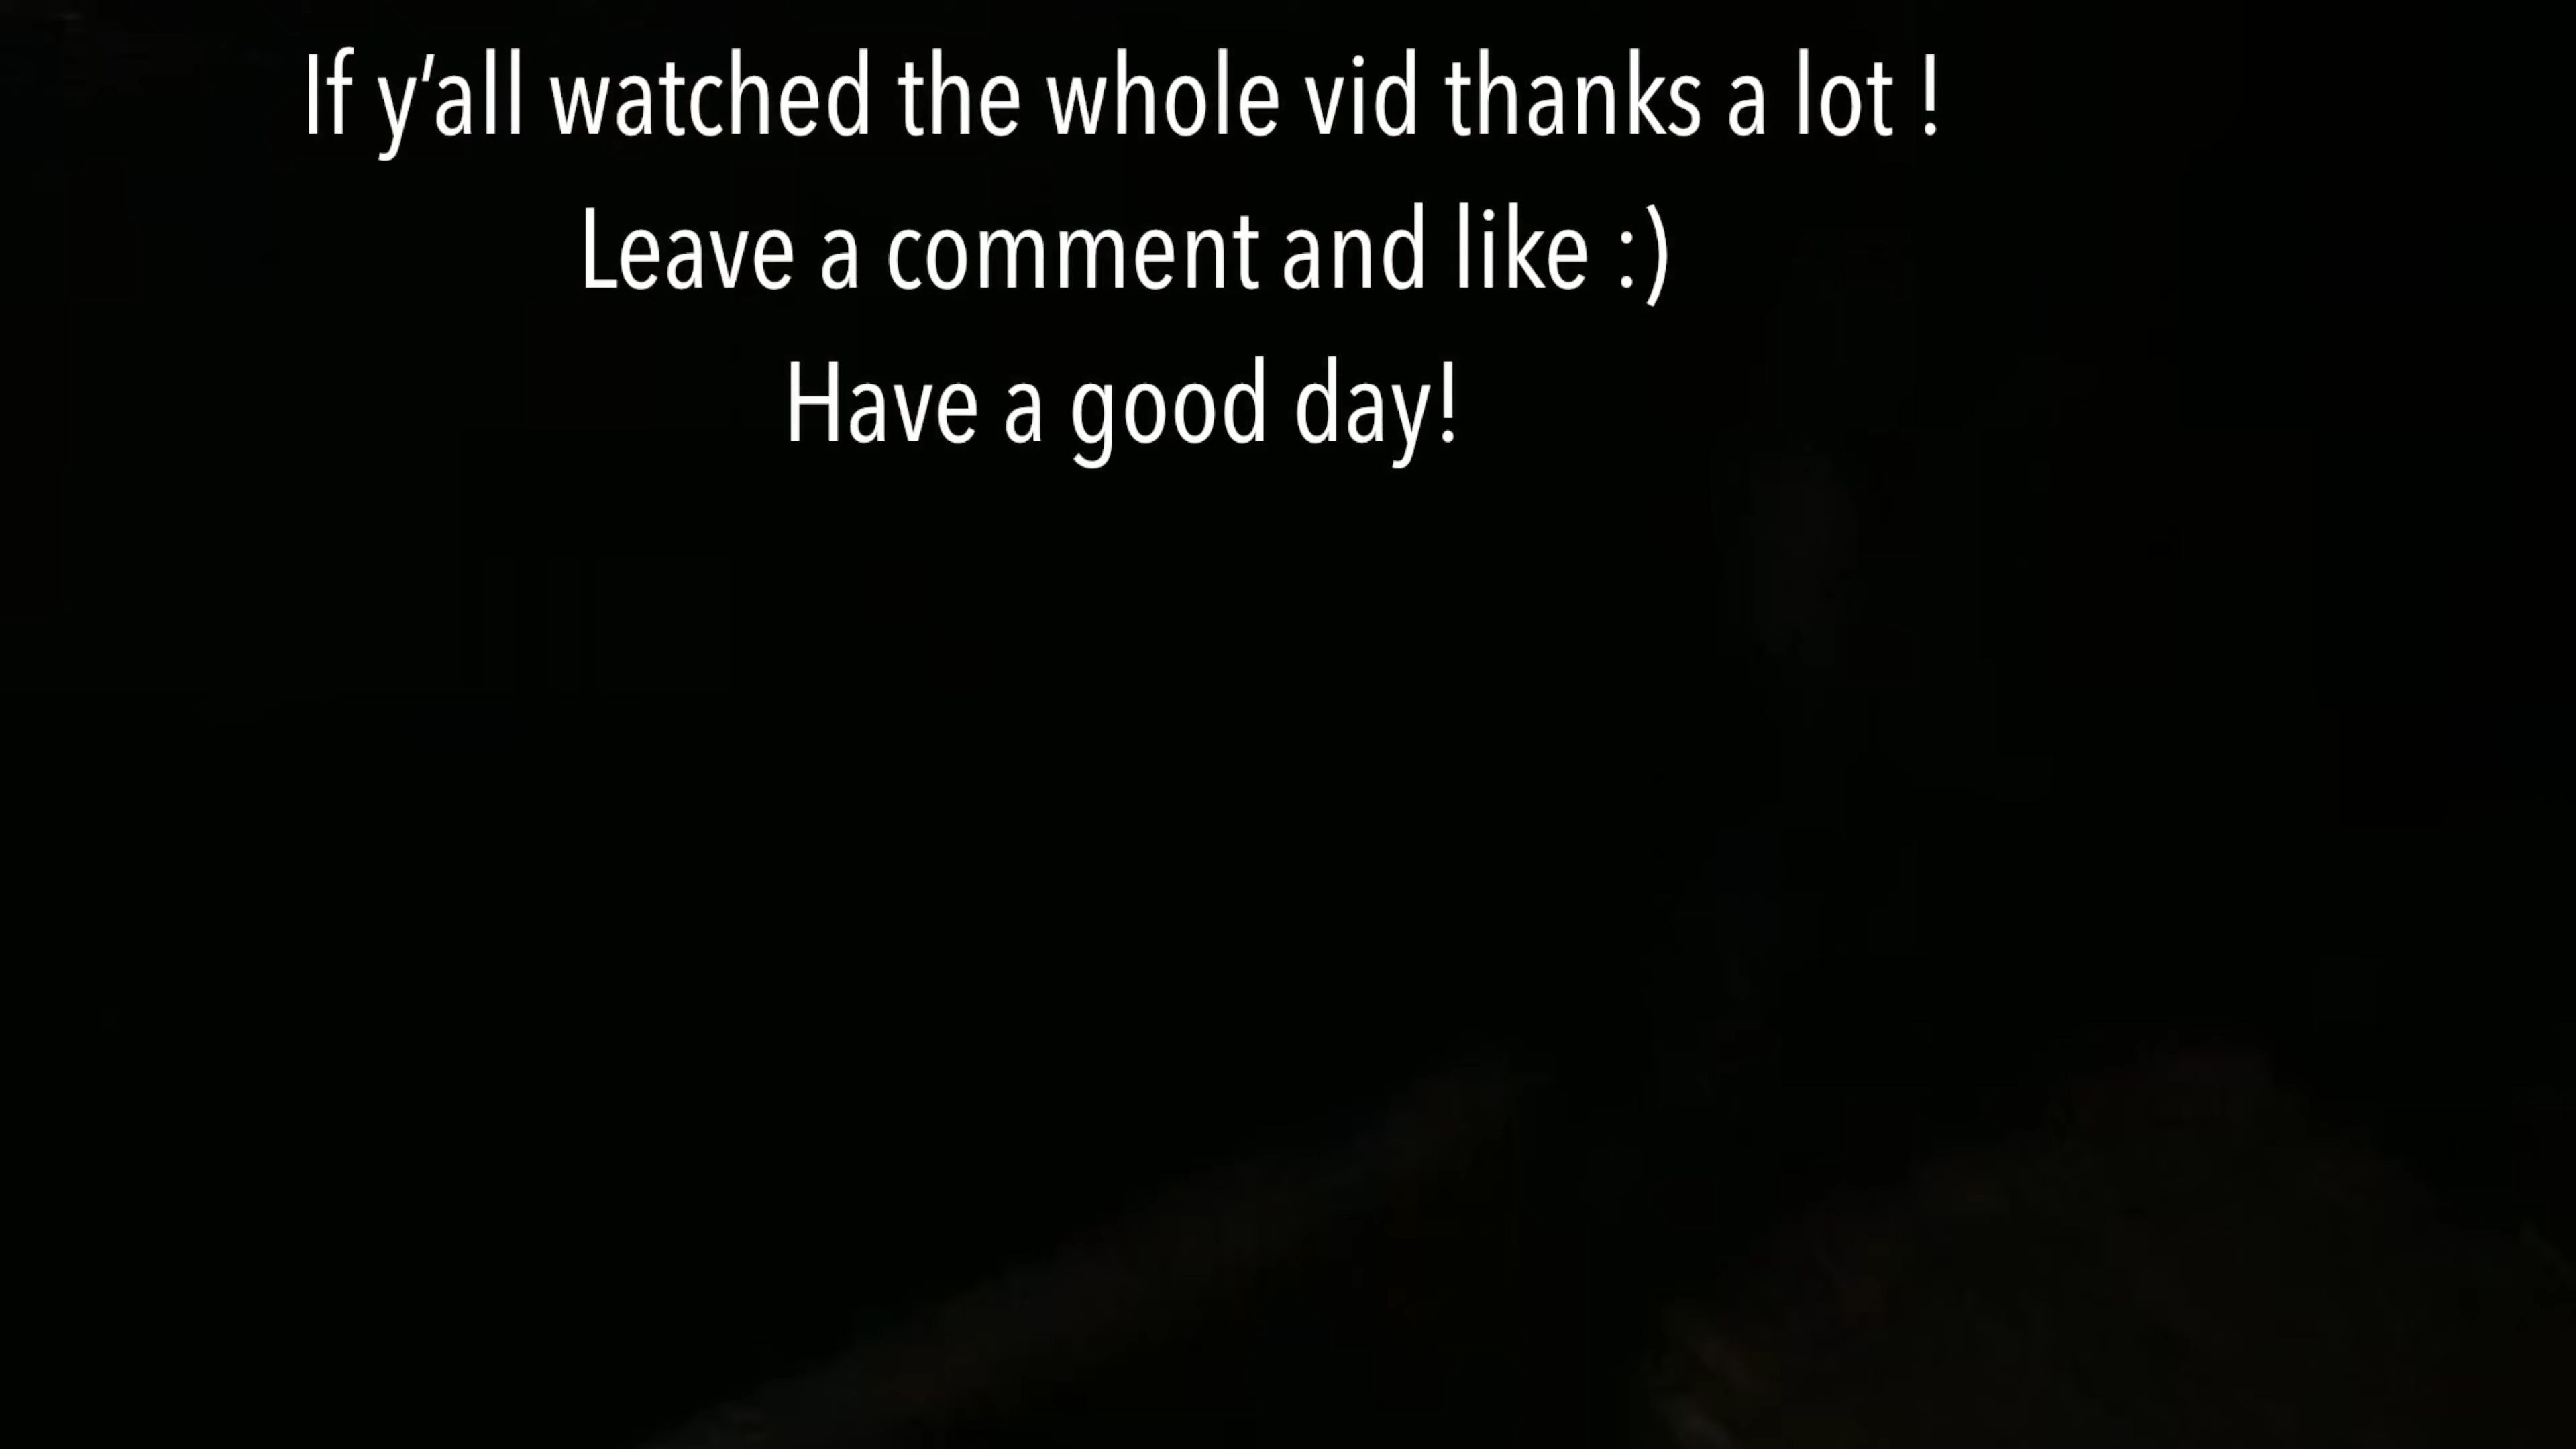 If y’all watched the whole vid thanks a lot !
Leave a comment and like :)
Have a good day!